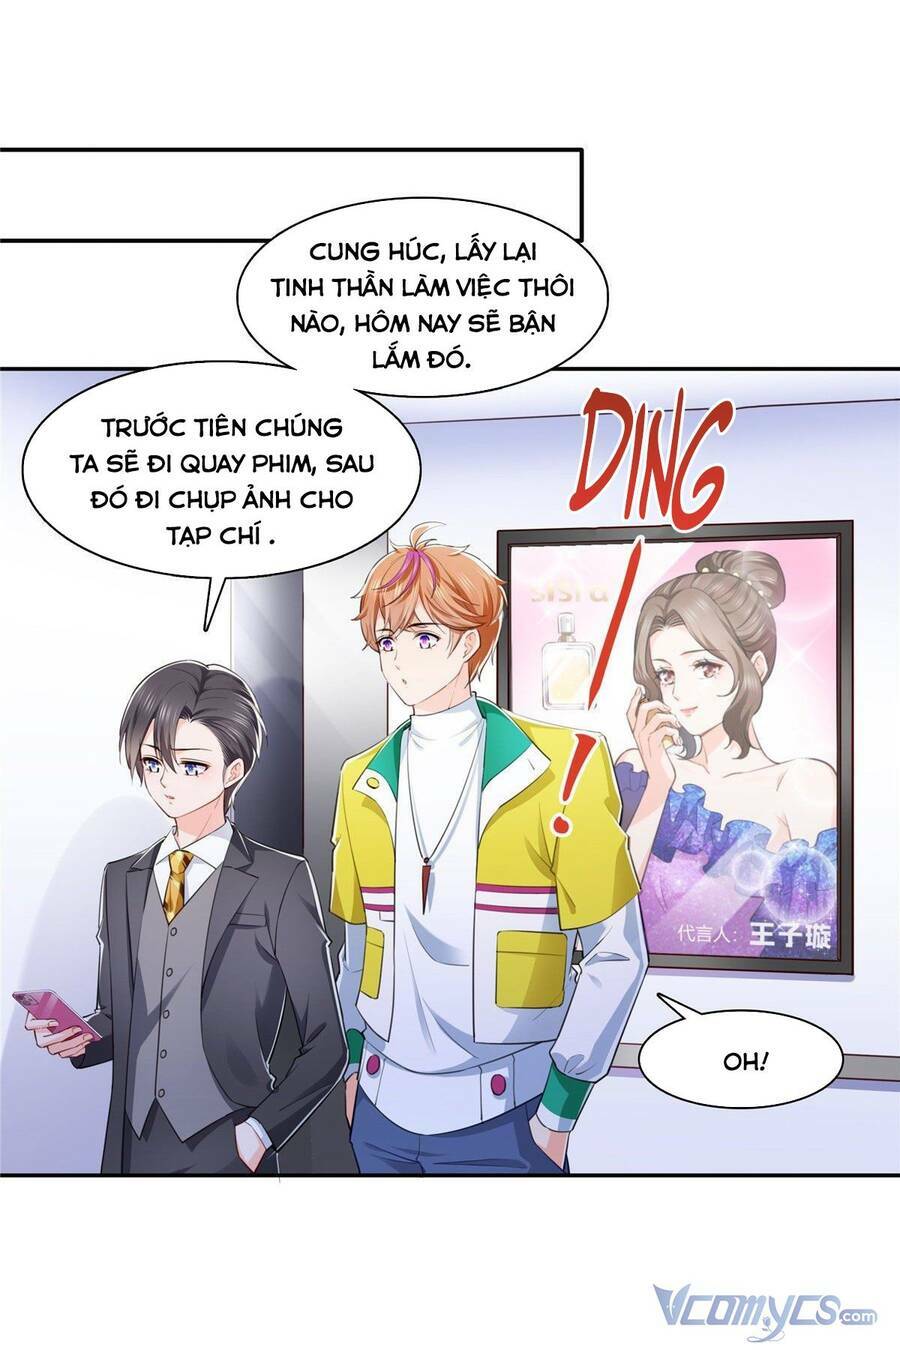 CUNG HÚC, LẤY LẠI
TINH THẦN LÀM VIỆC THÔI
NÀO, HÔM NAY SẼ BẬN
LẮM ĐÓ.
TRƯỚC TIÊN CHÚNG
TA SẼ ĐI QUAY PHIM, SAU
ĐÓ ĐI CHỤP ẢNH CHO
TẠP CHÍ .
DING
!
!
代言人: 王子璇
OH!
Vcomycs.com